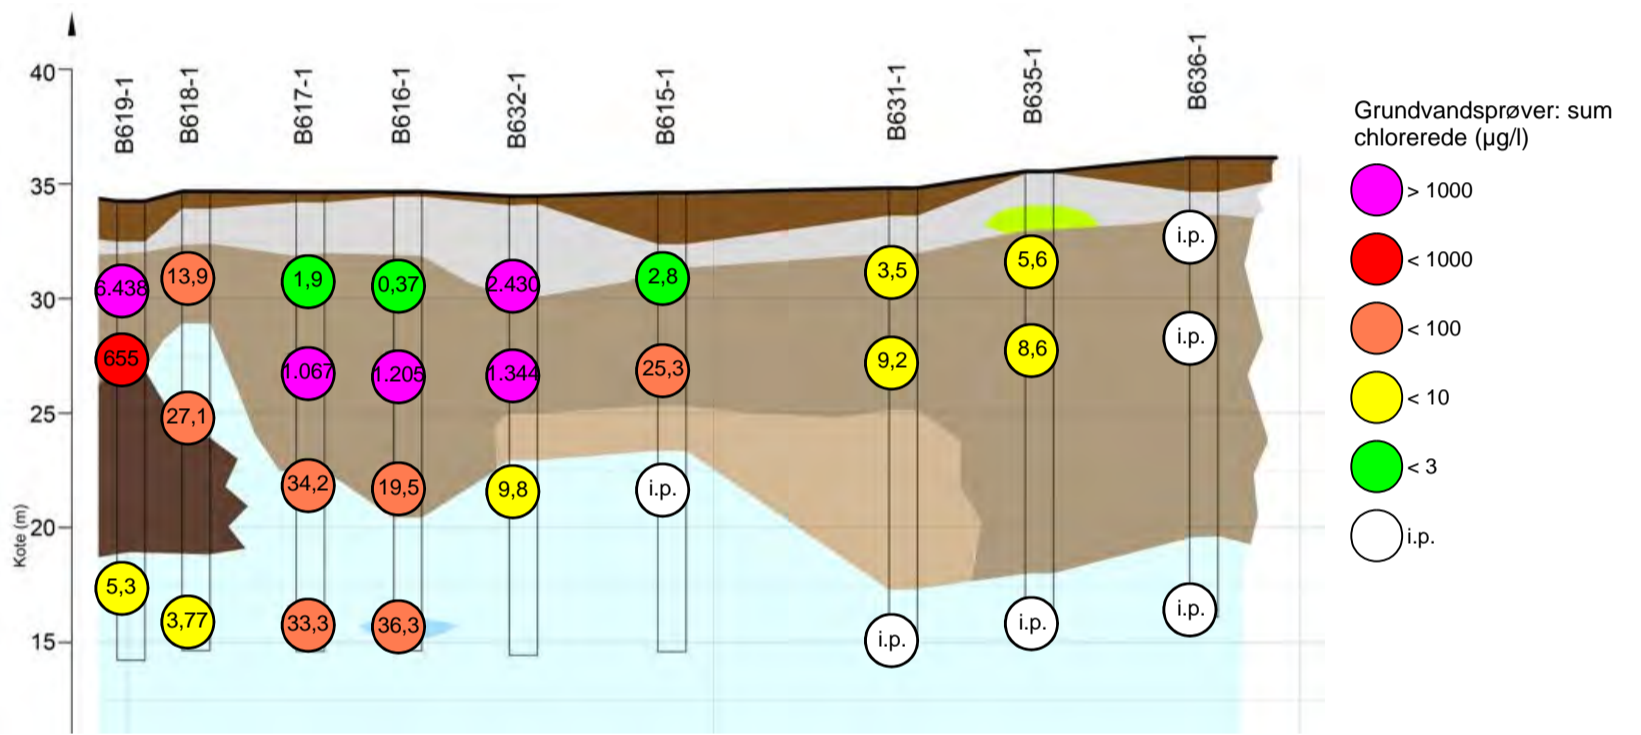 B619-1
B618-1
B617-1
B616-1
B632-1
B615-1
B631-1
B635-1
B636-1
40
35
30
25
20
15
Kote (m)
6.438
13,9
1,9
0,37
2.430
2,8
3,5
5,6
i.p.
655
27,1
1.067
1.205
1.344
25,3
9,2
8,6
i.p.
34,2
19,5
9,8
i.p.
5,3
3,77
33,3
36,3
i.p.
i.p.
i.p.
Grundvandsprøver: sum
chlorerede (µg/l)
> 1000
< 1000
< 100
< 10
< 3
i.p.